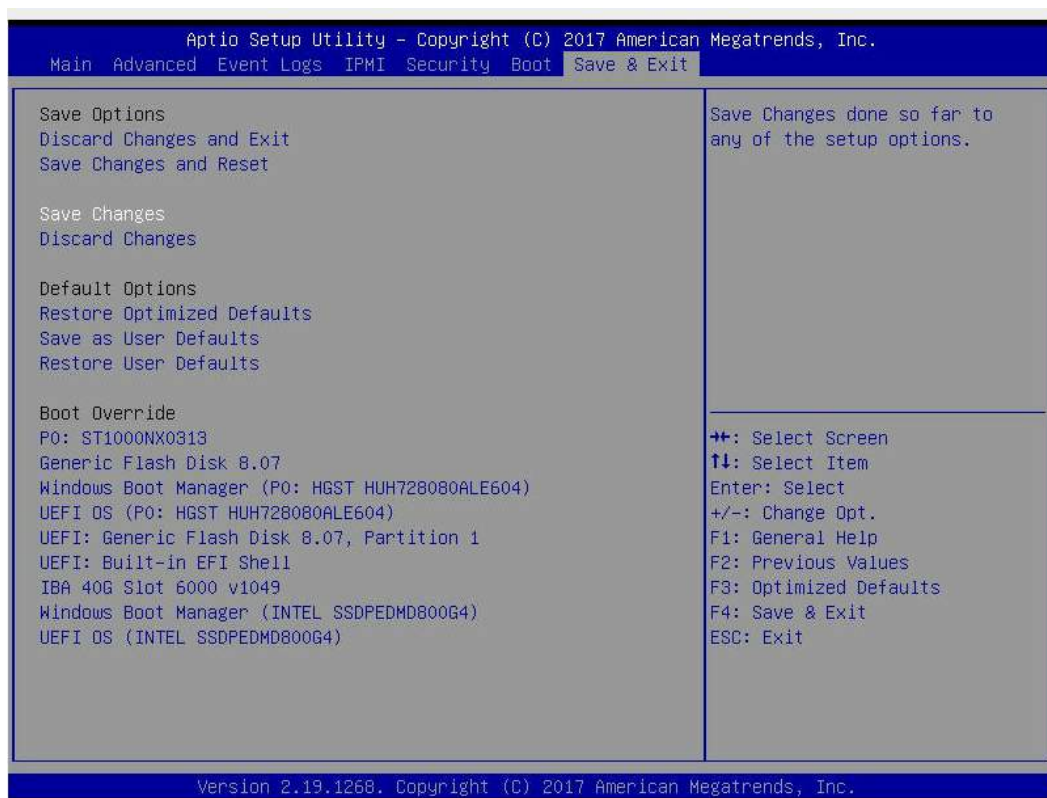 Aptio Setup Utility – Copyright (C) 2017 American Megatrends, Inc.
Main Advanced Event Logs IPMI Security Boot Save & Exit
Save Options
Discard Changes and Exit
Save Changes and Reset
Save Changes
Discard Changes
Default Options
Restore Optimized Defaults
Save as User Defaults
Restore User Defaults
Boot Override
P0: ST1000NX0313
Generic Flash Disk 8.07
Windows Boot Manager (P0: HGST HUH728080ALE604)
UEFI OS (P0: HGST HUH728080ALE604)
UEFI: Generic Flash Disk 8.07, Partition 1
UEFI: Built-in EFI Shell
IBA 40G Slot 6000 v1049
Windows Boot Manager (INTEL SSDPEDMD800G4)
UEFI OS (INTEL SSDPEDMD800G4)
Save Changes done so far to
any of the setup options.
→←: Select Screen
↑↓: Select Item
Enter: Select
+/-: Change Opt.
F1: General Help
F2: Previous Values
F3: Optimized Defaults
F4: Save & Exit
ESC: Exit
Version 2.19.1268. Copyright (C) 2017 American Megatrends, Inc.